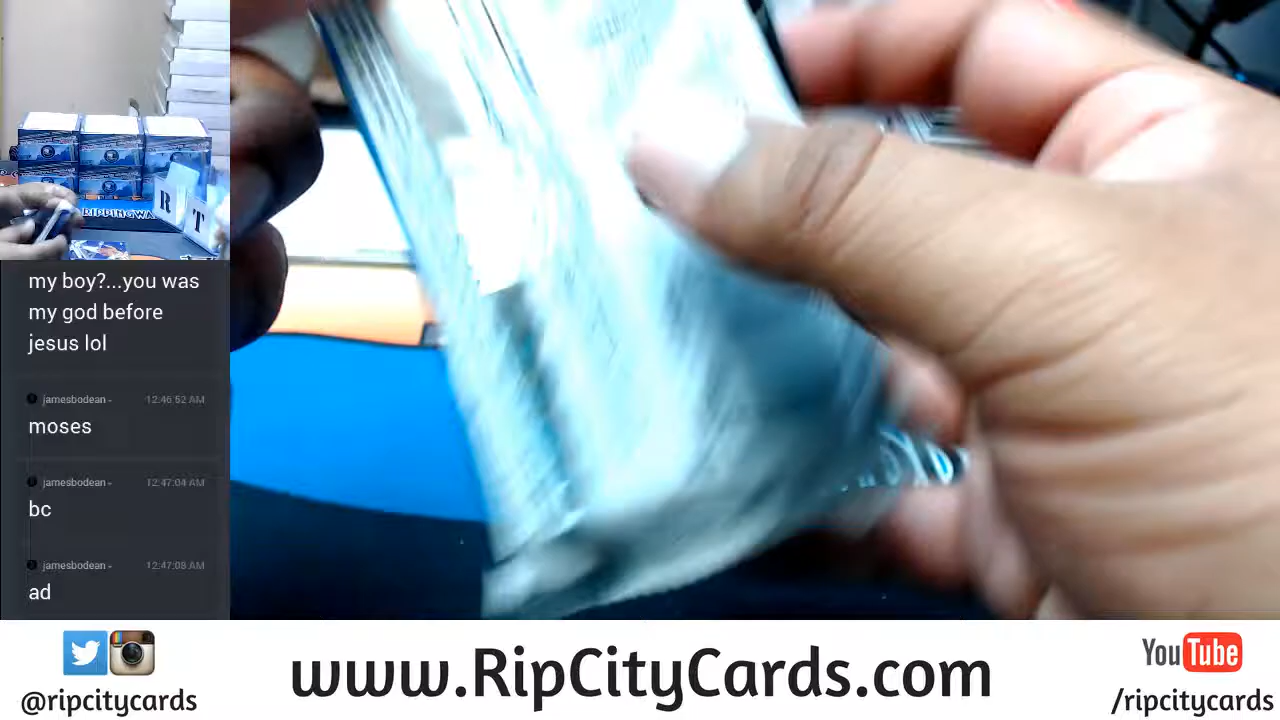 my boy?...you was
my god before
jesus lol
jamesbodean
12:46:52 AM
moses
jamesbodean
12:47:04 AM
bc
jamesbodean
12:47:08 AM
ad
R
T
RIPPINGWA
@ripcitycards
www.RipCityCards.com
YouTube
/ripcitycards